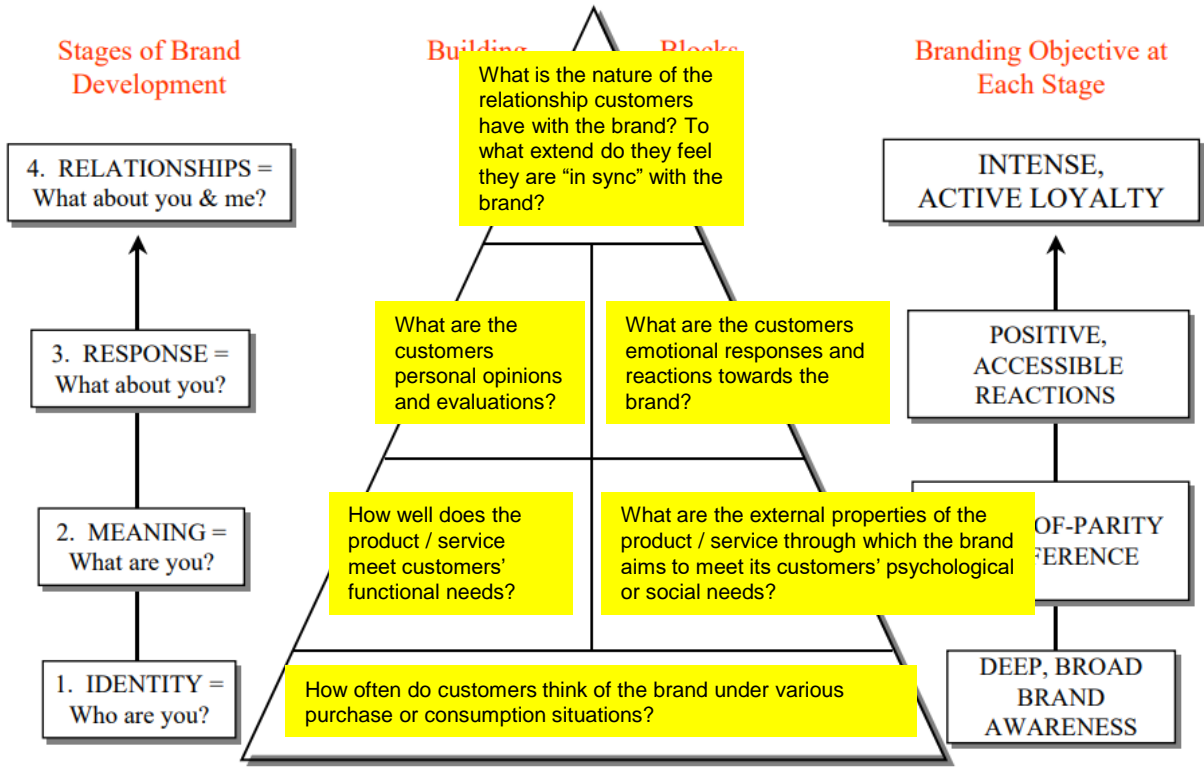 Stages of Brand
Development
Building
Blocks
Branding Objective at
Each Stage
What is the nature of the
relationship customers
have with the brand? To
what extend do they feel
they are “in sync” with the
brand?
4. RELATIONSHIPS =
What about you & me?
INTENSE,
ACTIVE LOYALTY
3. RESPONSE =
What about you?
What are the
customers
personal opinions
and evaluations?
What are the customers
emotional responses and
reactions towards the
brand?
POSITIVE,
ACCESSIBLE
REACTIONS
2. MEANING =
What are you?
How well does the
product / service
meet customers’
functional needs?
What are the external properties of the
product / service through which the brand
aims to meet its customers’ psychological
or social needs?
OF-PARITY
FERENCE
1. IDENTITY =
Who are you?
How often do customers think of the brand under various
purchase or consumption situations?
DEEP, BROAD
BRAND
AWARENESS